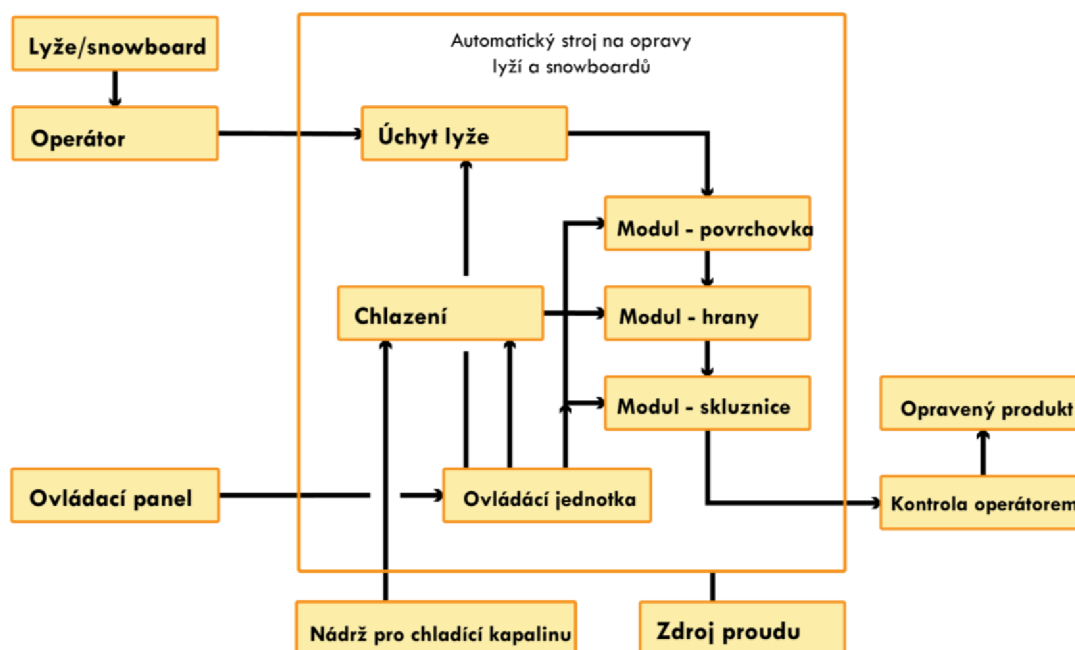 Lyže/snowboard
Automatický stroj na opravy
lyží a snowboardů
Operátor
Úchyt lyže
Modul - povrchovka
Chlazení
Modul - hrany
Modul - skluznice
Opravený produkt
Ovládací panel
Ovládácí jednotka
Kontrola operátorem
Nádrž pro chladící kapalinu
Zdroj proudu